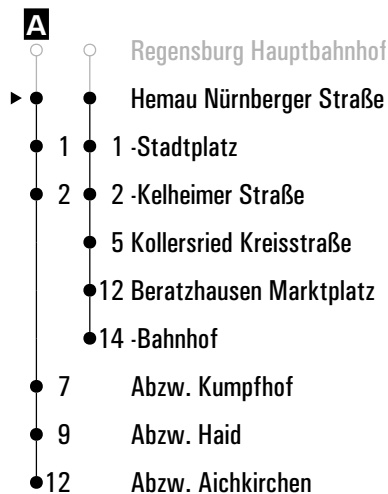 A
Regensburg Hauptbahnhof
Hemau Nürnberger Straße
1 1 -Stadtplatz
2 2 -Kelheimer Straße
5 Kollersried Kreisstraße
12 Beratzhausen Marktplatz
14 -Bahnhof
7 Abzw. Kumpfhof
9 Abzw. Haid
12 Abzw. Aichkirchen